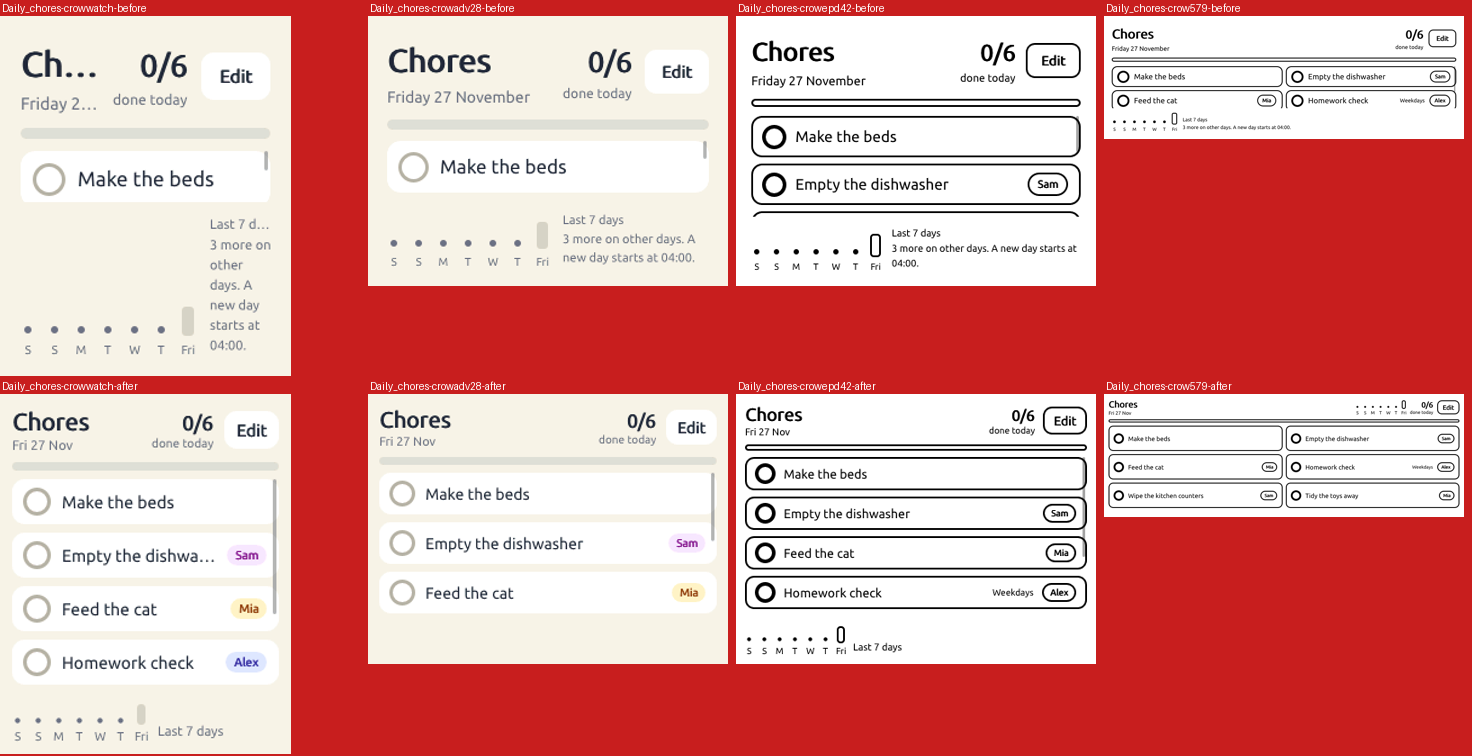 Daily_chores-crowwatch-before
Ch...
Friday 2...
0/6
done today
Edit
Make the beds
Last 7 d...
3 more on
other
days. A
new day
starts at
04:00.
S S M T W T Fri
Daily_chores-crowadv28-before
Chores
Friday 27 November
0/6
done today
Edit
Make the beds
Last 7 days
3 more on other days. A
new day starts at 04:00.
S S M T W T Fri
Daily_chores-crowepd42-before
Chores
Friday 27 November
0/6
done today
Edit
Make the beds
Empty the dishwasher Sam
Last 7 days
3 more on other days. A new day starts at
04:00.
S S M T W T Fri
Daily_chores-crow579-before
Chores
Friday 27 November
0/6
done today
Edit
Make the beds
Empty the dishwasher Sam
Feed the cat Mia
Homework check Weekdays Alex
Last 7 days
3 more on other days. A new day starts at 04:00.
S S M T W T Fri
Daily_chores-crowwatch-after
Chores
Fri 27 Nov
0/6
done today
Edit
Make the beds
Empty the dishwa... Sam
Feed the cat Mia
Homework check Alex
S S M T W T Fri Last 7 days
Daily_chores-crowadv28-after
Chores
Fri 27 Nov
0/6
done today
Edit
Make the beds
Empty the dishwasher Sam
Feed the cat Mia
Daily_chores-crowepd42-after
Chores
Fri 27 Nov
0/6
done today
Edit
Make the beds
Empty the dishwasher Sam
Feed the cat Mia
Homework check Weekdays Alex
S S M T W T Fri Last 7 days
Daily_chores-crow579-after
Chores
Fri 27 Nov
S S M T W T Fri
0/6
done today
Edit
Make the beds
Empty the dishwasher Sam
Feed the cat Mia
Homework check Weekdays Alex
Wipe the kitchen counters Sam
Tidy the toys away Mia